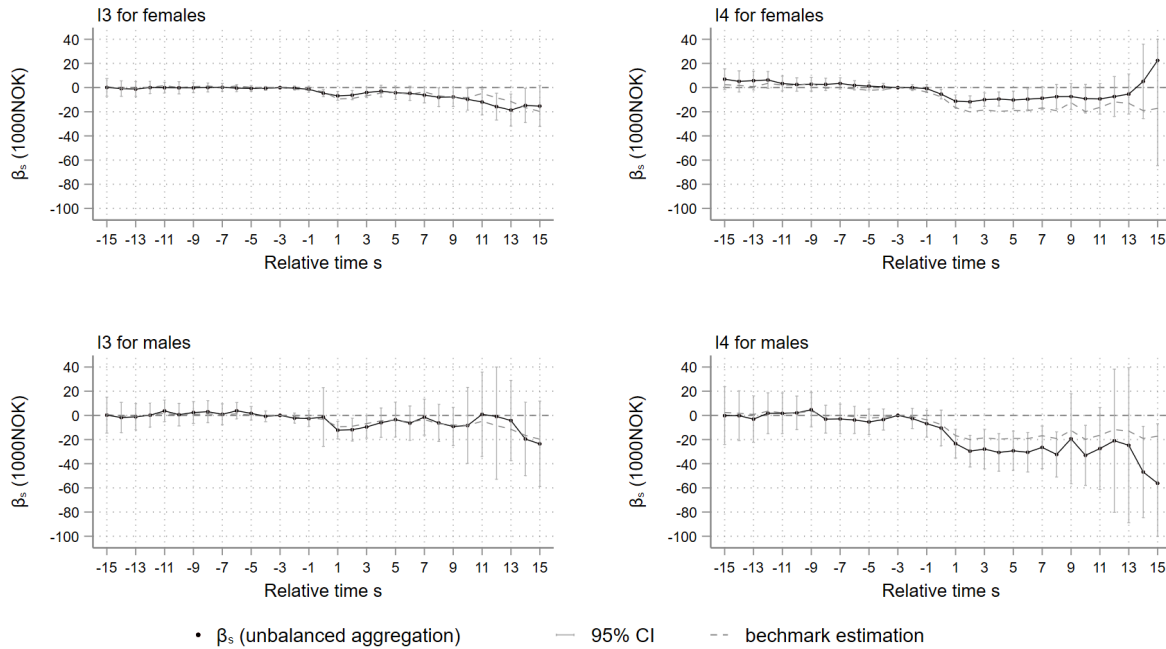 I3 for females
40
20
0
-20
-40
-60
-80
-100
βₛ (1000NOK)
-15 -13 -11 -9 -7 -5 -3 -1 1 3 5 7 9 11 13 15
Relative time s
I4 for females
40
20
0
-20
-40
-60
-80
-100
βₛ (1000NOK)
-15 -13 -11 -9 -7 -5 -3 -1 1 3 5 7 9 11 13 15
Relative time s
I3 for males
40
20
0
-20
-40
-60
-80
-100
βₛ (1000NOK)
-15 -13 -11 -9 -7 -5 -3 -1 1 3 5 7 9 11 13 15
Relative time s
I4 for males
40
20
0
-20
-40
-60
-80
-100
βₛ (1000NOK)
-15 -13 -11 -9 -7 -5 -3 -1 1 3 5 7 9 11 13 15
Relative time s
βₛ (unbalanced aggregation) 95% CI bechmark estimation